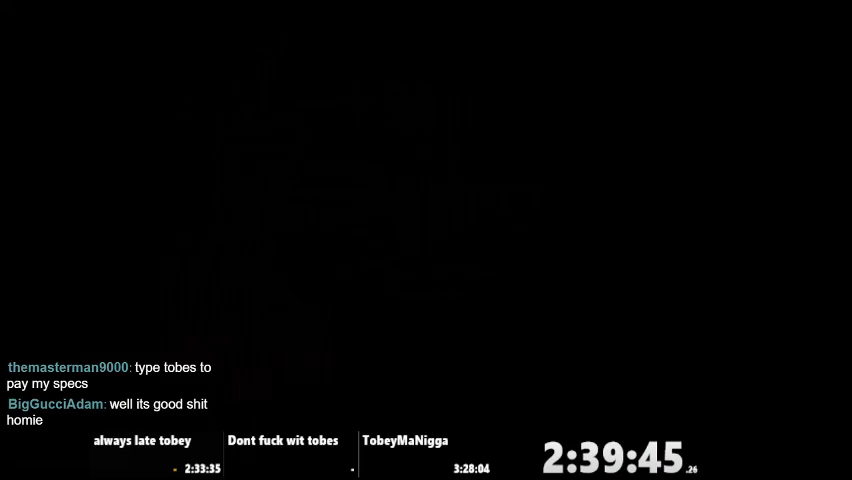 themasterman9000: type tobes to
pay my specs
BigGucciAdam: well its good shit
homie
always late tobey
Dont fuck wit tobes
TobeyMaNigga
- 2:33:35
-
3:28:04
2:39:45.26